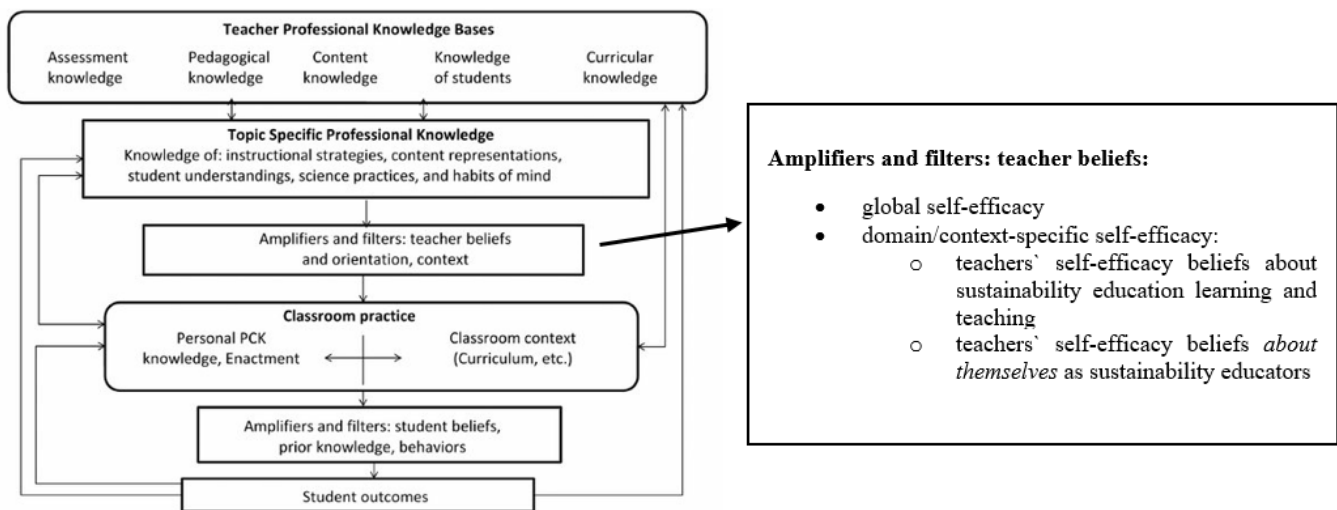 Teacher Professional Knowledge Bases
Assessment knowledge
Pedagogical knowledge
Content knowledge
Knowledge of students
Curricular knowledge
Topic Specific Professional Knowledge
Knowledge of: instructional strategies, content representations,
student understandings, science practices, and habits of mind
Amplifiers and filters: teacher beliefs
and orientation, context
Classroom practice
Personal PCK
knowledge, Enactment
Classroom context
(Curriculum, etc.)
Amplifiers and filters: student beliefs,
prior knowledge, behaviors
Student outcomes
Amplifiers and filters: teacher beliefs:
• global self-efficacy
• domain/context-specific self-efficacy:
o teachers` self-efficacy beliefs about
sustainability education learning and
teaching
o teachers` self-efficacy beliefs about
themselves as sustainability educators